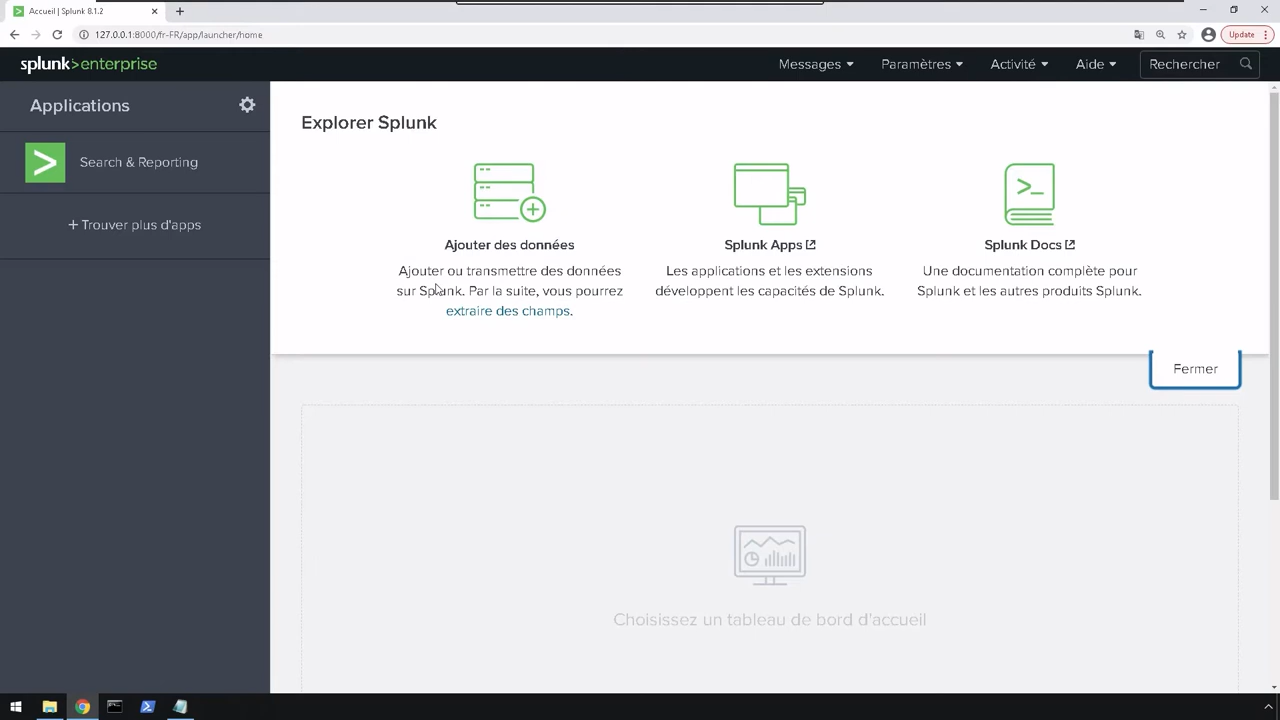 Accueil | Splunk 8.1.2
127.0.0.1:8000/fr-FR/app/launcher/home
Update
splunk>enterprise
Messages
Paramètres
Activité
Aide
Rechercher
Applications
Search & Reporting
+ Trouver plus d'apps
Explorer Splunk
Ajouter des données
Ajouter ou transmettre des données
sur Splunk. Par la suite, vous pourrez
extraire des champs.
Splunk Apps
Les applications et les extensions
développent les capacités de Splunk.
Splunk Docs
Une documentation complète pour
Splunk et les autres produits Splunk.
Fermer
Choisissez un tableau de bord d'accueil